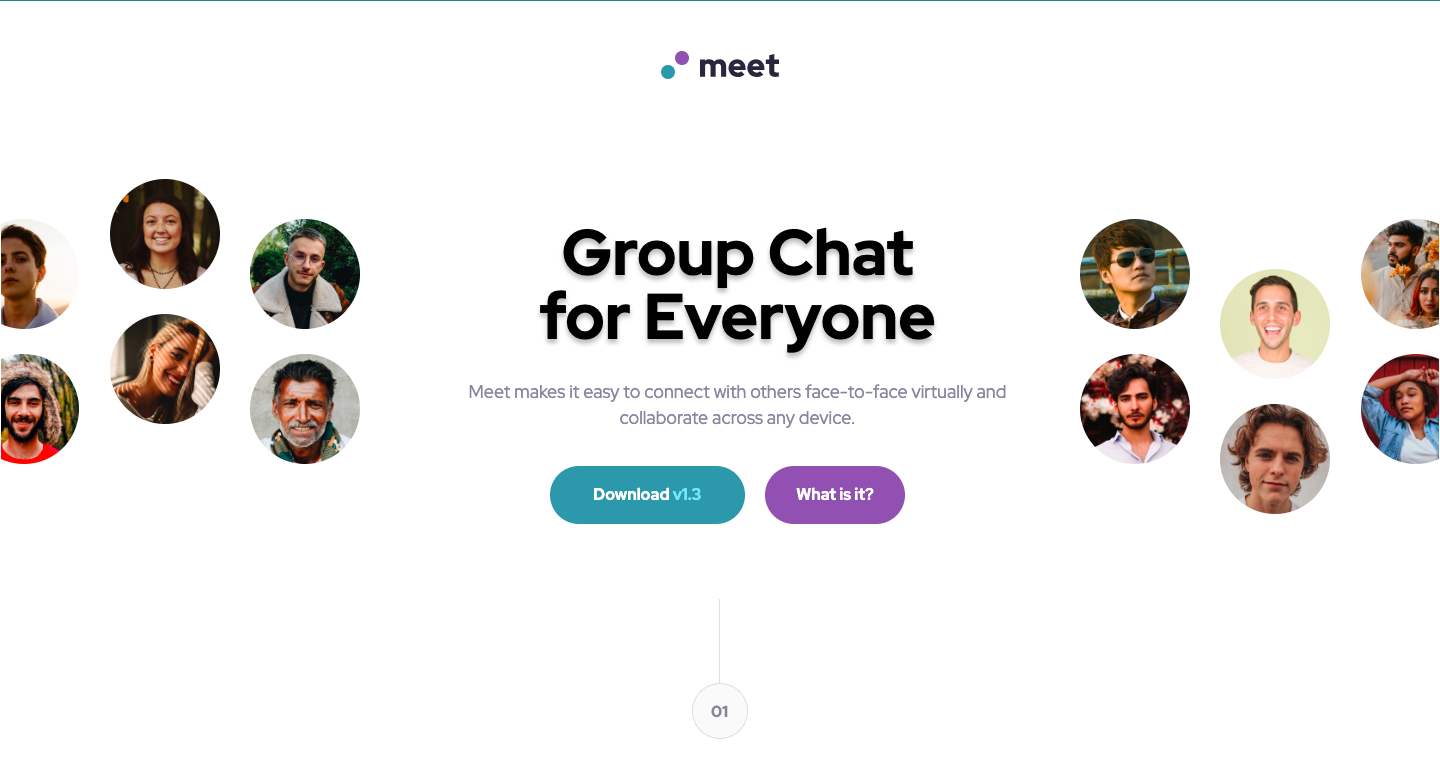 meet
Group Chat
for Everyone
Meet makes it easy to connect with others face-to-face virtually and
collaborate across any device.
Download v1.3
What is it?
01